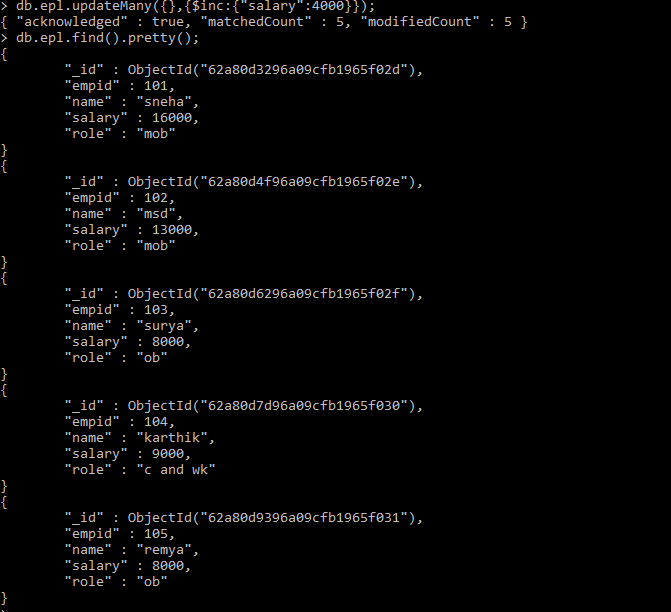 > db.epl.updateMany({},{$inc:{"salary":4000}});
{ "acknowledged" : true, "matchedCount" : 5, "modifiedCount" : 5 }
> db.epl.find().pretty();
{
        "_id" : ObjectId("62a80d3296a09cfb1965f02d"),
        "empid" : 101,
        "name" : "sneha",
        "salary" : 16000,
        "role" : "mob"
}
{
        "_id" : ObjectId("62a80d4f96a09cfb1965f02e"),
        "empid" : 102,
        "name" : "msd",
        "salary" : 13000,
        "role" : "mob"
}
{
        "_id" : ObjectId("62a80d6296a09cfb1965f02f"),
        "empid" : 103,
        "name" : "surya",
        "salary" : 8000,
        "role" : "ob"
}
{
        "_id" : ObjectId("62a80d7d96a09cfb1965f030"),
        "empid" : 104,
        "name" : "karthik",
        "salary" : 9000,
        "role" : "c and wk"
}
{
        "_id" : ObjectId("62a80d9396a09cfb1965f031"),
        "empid" : 105,
        "name" : "remya",
        "salary" : 8000,
        "role" : "ob"
}